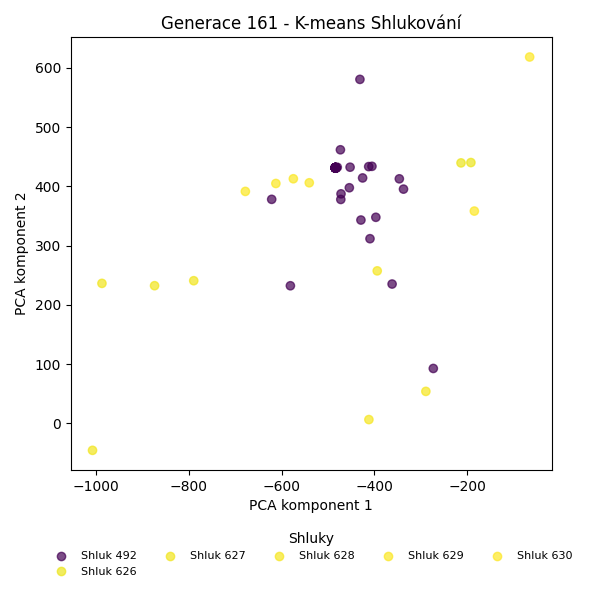 Generace 161 - K-means Shlukování
600
500
400
300
200
100
0
PCA komponent 2
−1000 −800 −600 −400 −200
PCA komponent 1
Shluky
Shluk 492 Shluk 627 Shluk 628 Shluk 629 Shluk 630
Shluk 626